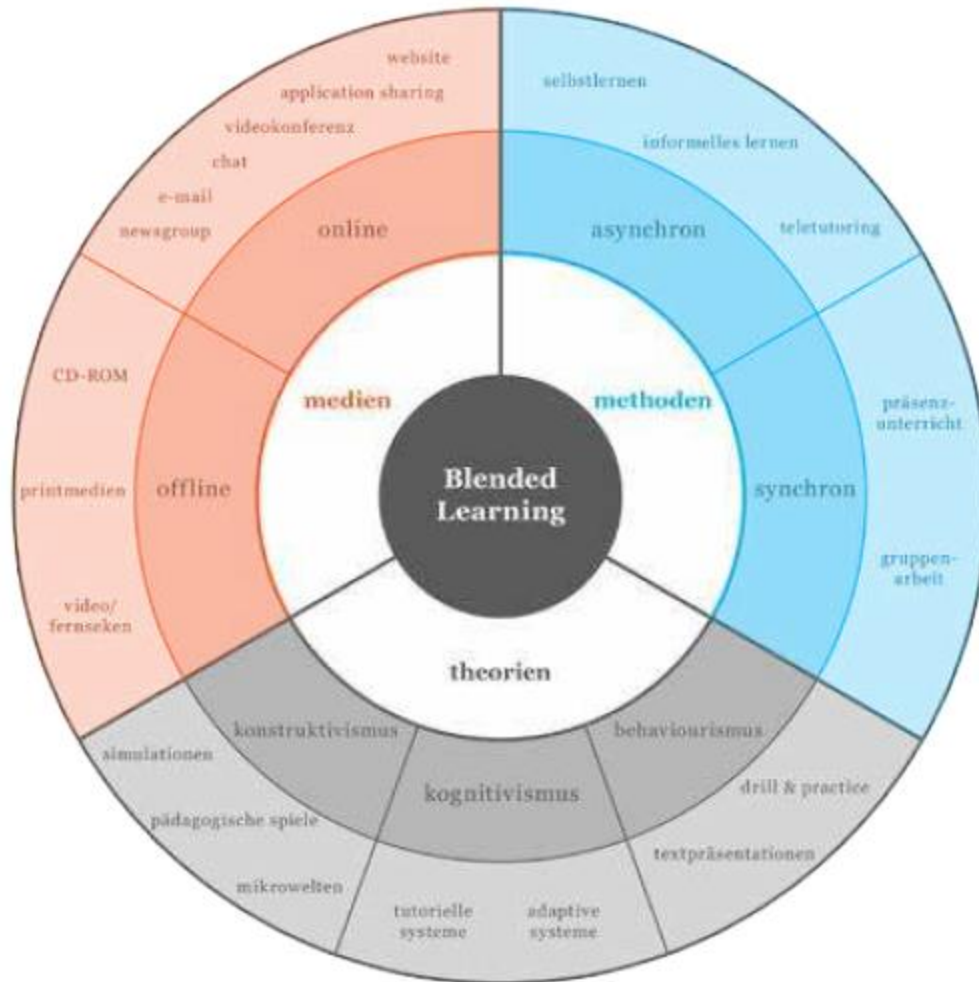 website
application sharing
videokonferenz
chat
e-mail
newsgroup
online
selbstlernen
informelles lernen
teletutoring
asynchron
CD-ROM
printmedien
video/
fernseken
offline
medien
methoden
Blended
Learning
synchron
präsenz-
unterricht
gruppen-
arbeit
theorien
konstruktivismus
kognitivismus
behaviourismus
simulationen
pädagogische spiele
mikrowelten
tutorielle
systeme
adaptive
systeme
drill & practice
textpräsentationen